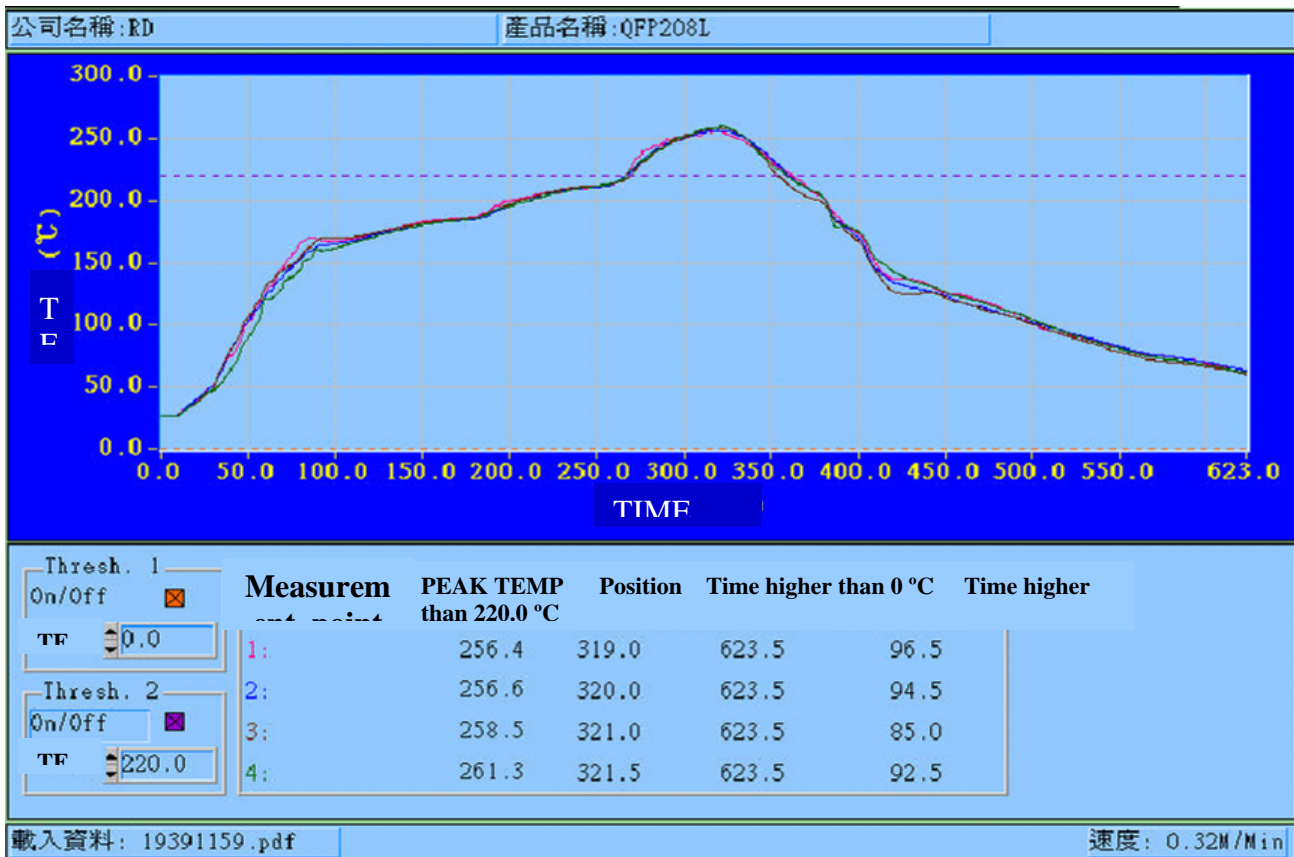 公司名稱:RD 產品名稱:QFP208L
300.0
250.0
200.0
150.0
100.0
50.0
0.0
(℃)
T
0.0 50.0 100.0 150.0 200.0 250.0 300.0 350.0 400.0 450.0 500.0 550.0 623.0
TIME
Thresh. 1
On/Off
0.0
Thresh. 2
On/Off
220.0
Measurem PEAK TEMP Position Time higher than 0 ºC Time higher
than 220.0 ºC
1: 256.4 319.0 623.5 96.5
2: 256.6 320.0 623.5 94.5
3: 258.5 321.0 623.5 85.0
4: 261.3 321.5 623.5 92.5
載入資料: 19391159.pdf 速度: 0.32M/Min